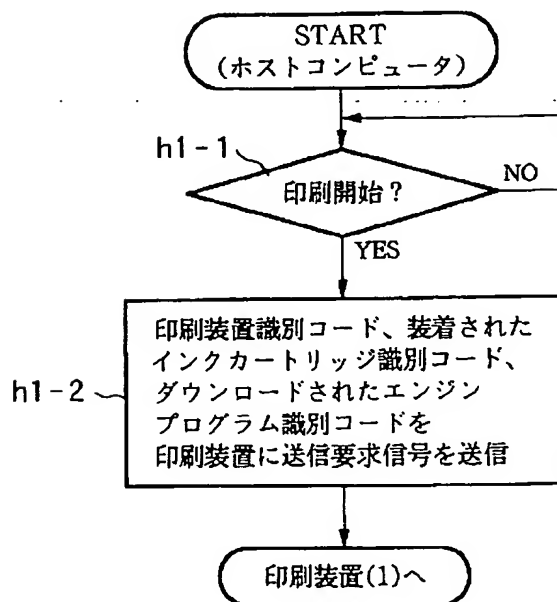 START
(ホストコンピュータ)
h1-1
印刷開始?
NO
YES
印刷装置識別コード、装着された
インクカートリッジ識別コード、
ダウンロードされたエンジン
プログラム識別コードを
印刷装置に送信要求信号を送信
h1-2
印刷装置(1)へ